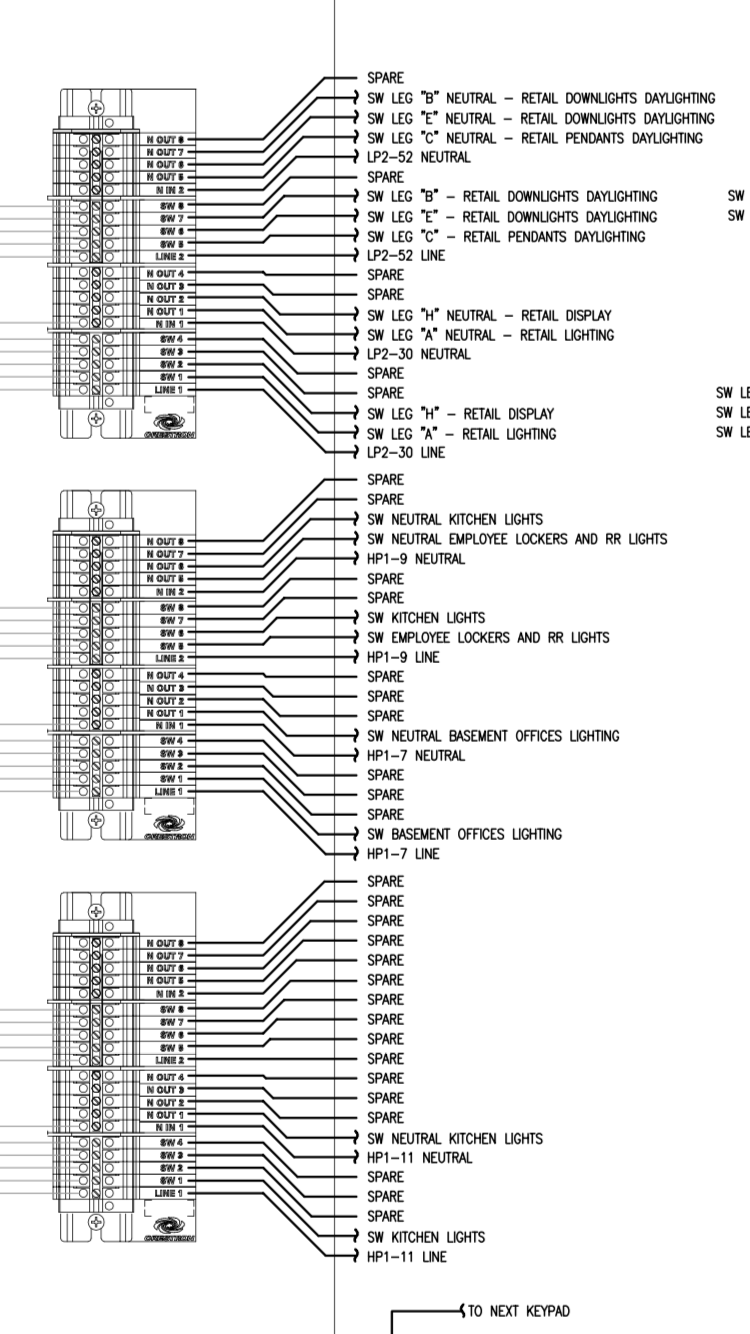 SPARE
SW LEG "B" NEUTRAL – RETAIL DOWNLIGHTS DAYLIGHTING
SW LEG "E" NEUTRAL – RETAIL DOWNLIGHTS DAYLIGHTING
SW LEG "C" NEUTRAL – RETAIL PENDANTS DAYLIGHTING
LP2–52 NEUTRAL
SPARE
SW LEG "B" – RETAIL DOWNLIGHTS DAYLIGHTING SW
SW LEG "E" – RETAIL DOWNLIGHTS DAYLIGHTING SW
SW LEG "C" – RETAIL PENDANTS DAYLIGHTING
LP2–52 LINE
SPARE
SPARE
SW LEG "H" NEUTRAL – RETAIL DISPLAY
SW LEG "A" NEUTRAL – RETAIL LIGHTING
LP2–30 NEUTRAL
SPARE
SPARE SW LE
SW LEG "H" – RETAIL DISPLAY SW LE
SW LEG "A" – RETAIL LIGHTING SW LE
LP2–30 LINE
N OUT 8
N OUT 7
N OUT 6
N OUT 5
N IN 2
SW 8
SW 7
SW 6
SW 5
LINE 2
N OUT 4
N OUT 3
N OUT 2
N OUT 1
N IN 1
SW 4
SW 3
SW 2
SW 1
LINE 1
CRESTRON
SPARE
SPARE
SW NEUTRAL KITCHEN LIGHTS
SW NEUTRAL EMPLOYEE LOCKERS AND RR LIGHTS
HP1–9 NEUTRAL
SPARE
SPARE
SW KITCHEN LIGHTS
SW EMPLOYEE LOCKERS AND RR LIGHTS
HP1–9 LINE
SPARE
SPARE
SPARE
SW NEUTRAL BASEMENT OFFICES LIGHTING
HP1–7 NEUTRAL
SPARE
SPARE
SPARE
SW BASEMENT OFFICES LIGHTING
HP1–7 LINE
N OUT 8
N OUT 7
N OUT 6
N OUT 5
N IN 2
SW 8
SW 7
SW 6
SW 5
LINE 2
N OUT 4
N OUT 3
N OUT 2
N OUT 1
N IN 1
SW 4
SW 3
SW 2
SW 1
LINE 1
CRESTRON
SPARE
SPARE
SPARE
SPARE
SPARE
SPARE
SPARE
SPARE
SPARE
SPARE
SPARE
SPARE
SPARE
SW NEUTRAL KITCHEN LIGHTS
HP1–11 NEUTRAL
SPARE
SPARE
SPARE
SW KITCHEN LIGHTS
HP1–11 LINE
N OUT 8
N OUT 7
N OUT 6
N OUT 5
N IN 2
SW 8
SW 7
SW 6
SW 5
LINE 2
N OUT 4
N OUT 3
N OUT 2
N OUT 1
N IN 1
SW 4
SW 3
SW 2
SW 1
LINE 1
CRESTRON
TO NEXT KEYPAD